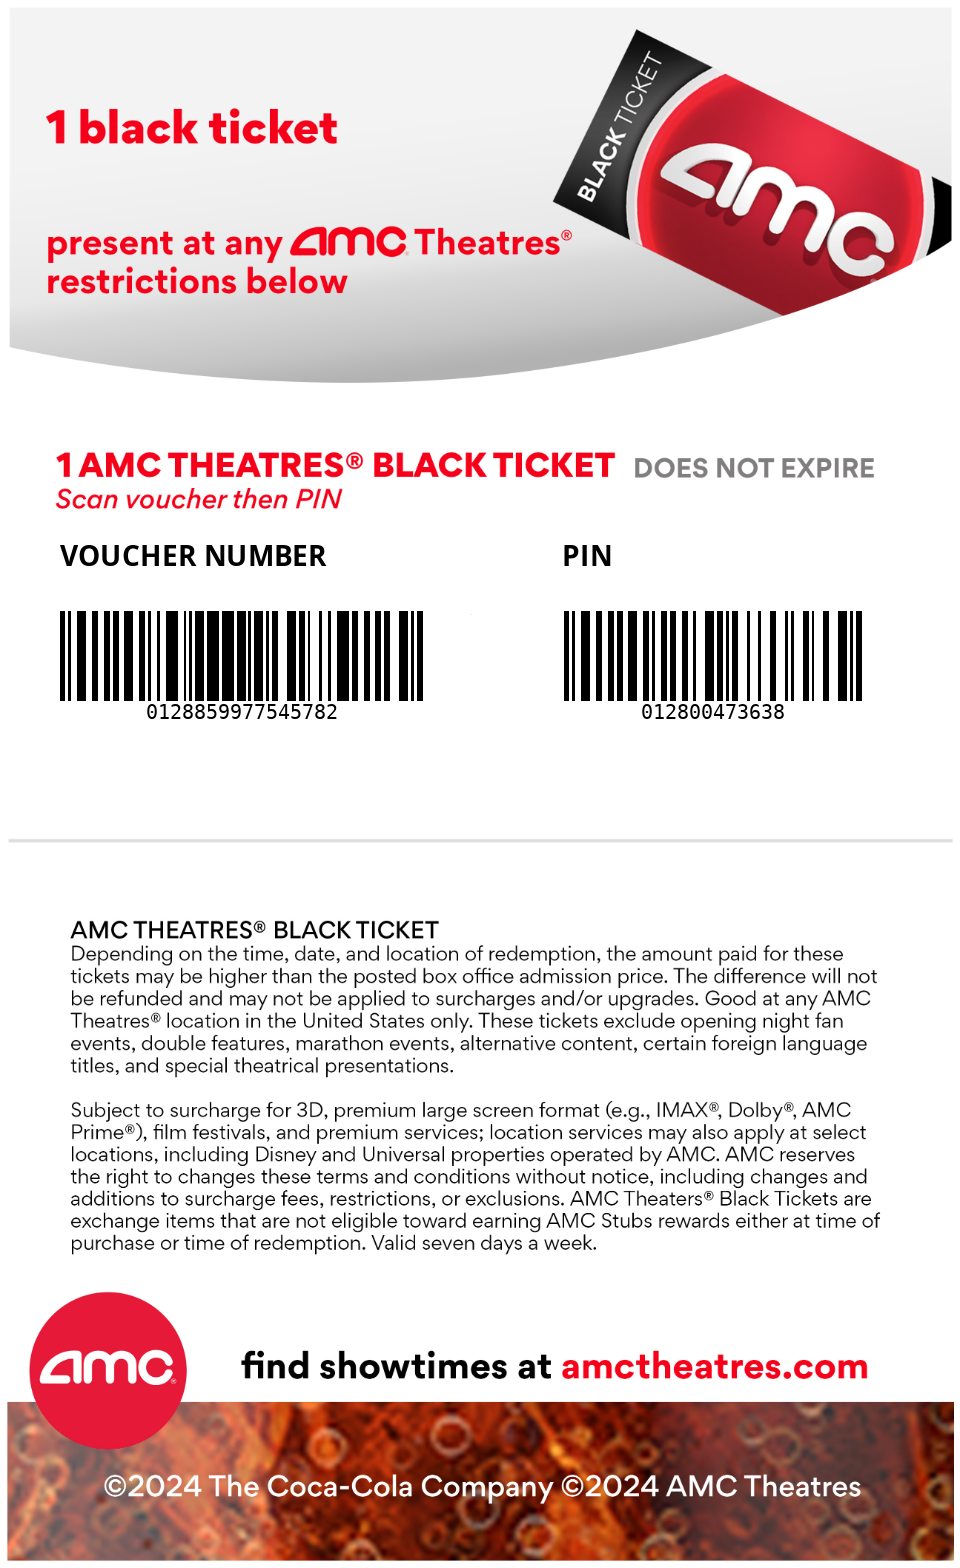 1 black ticket
BLACK TICKET
amc
present at any amc Theatres®
restrictions below
1 AMC THEATRES® BLACK TICKET DOES NOT EXPIRE
Scan voucher then PIN
VOUCHER NUMBER PIN
0128859977545782 012800473638
AMC THEATRES® BLACK TICKET
Depending on the time, date, and location of redemption, the amount paid for these
tickets may be higher than the posted box office admission price. The difference will not
be refunded and may not be applied to surcharges and/or upgrades. Good at any AMC
Theatres® location in the United States only. These tickets exclude opening night fan
events, double features, marathon events, alternative content, certain foreign language
titles, and special theatrical presentations.
Subject to surcharge for 3D, premium large screen format (e.g., IMAX®, Dolby®, AMC
Prime®), film festivals, and premium services; location services may also apply at select
locations, including Disney and Universal properties operated by AMC. AMC reserves
the right to changes these terms and conditions without notice, including changes and
additions to surcharge fees, restrictions, or exclusions. AMC Theaters® Black Tickets are
exchange items that are not eligible toward earning AMC Stubs rewards either at time of
purchase or time of redemption. Valid seven days a week.
amc®
find showtimes at amctheatres.com
©2024 The Coca-Cola Company ©2024 AMC Theatres